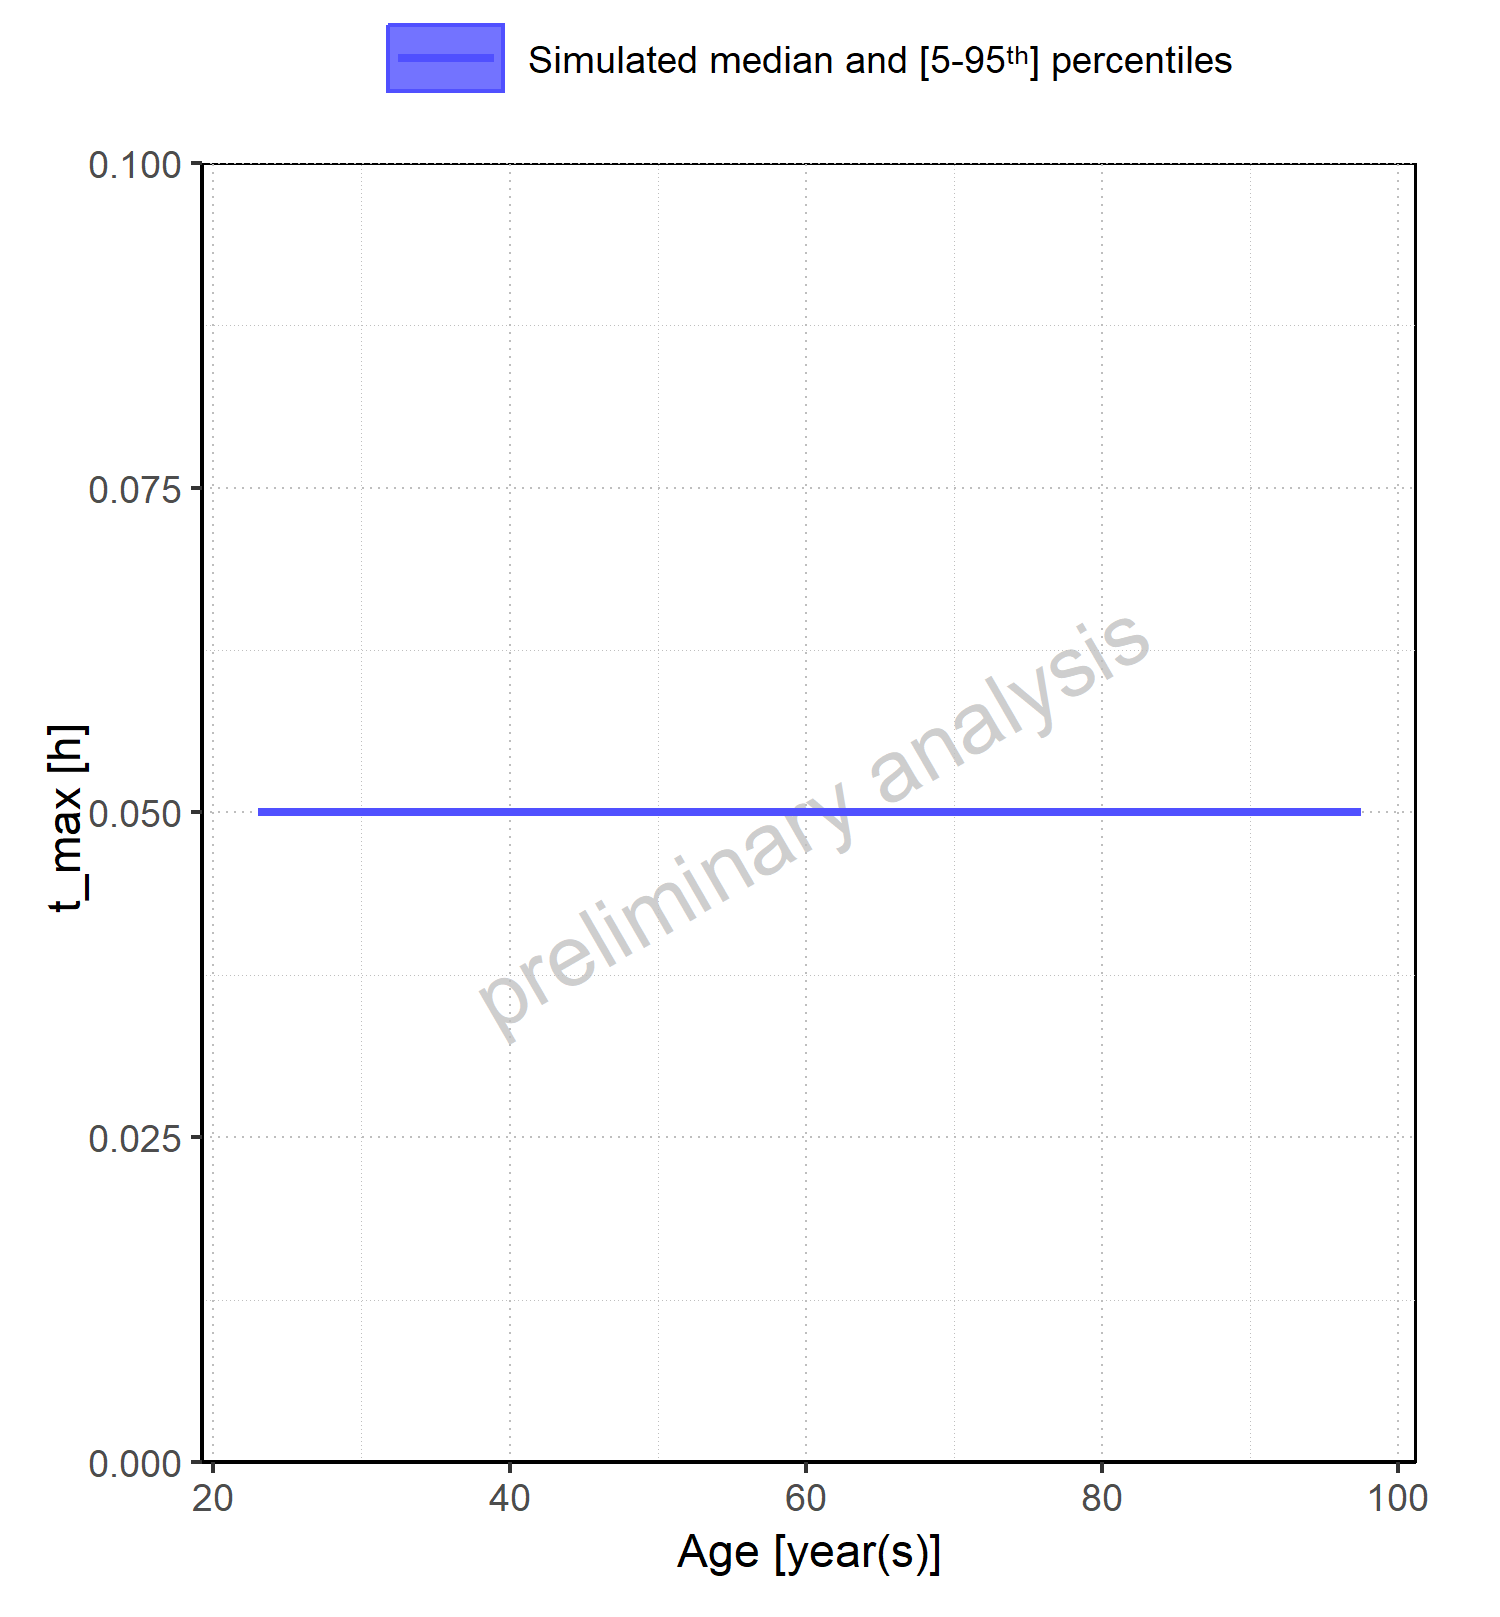 Simulated median and [5-95th] percentiles
0.100
0.075
0.050
0.025
0.000
t_max [h]
preliminary analysis
20 40 60 80 100
Age [year(s)]